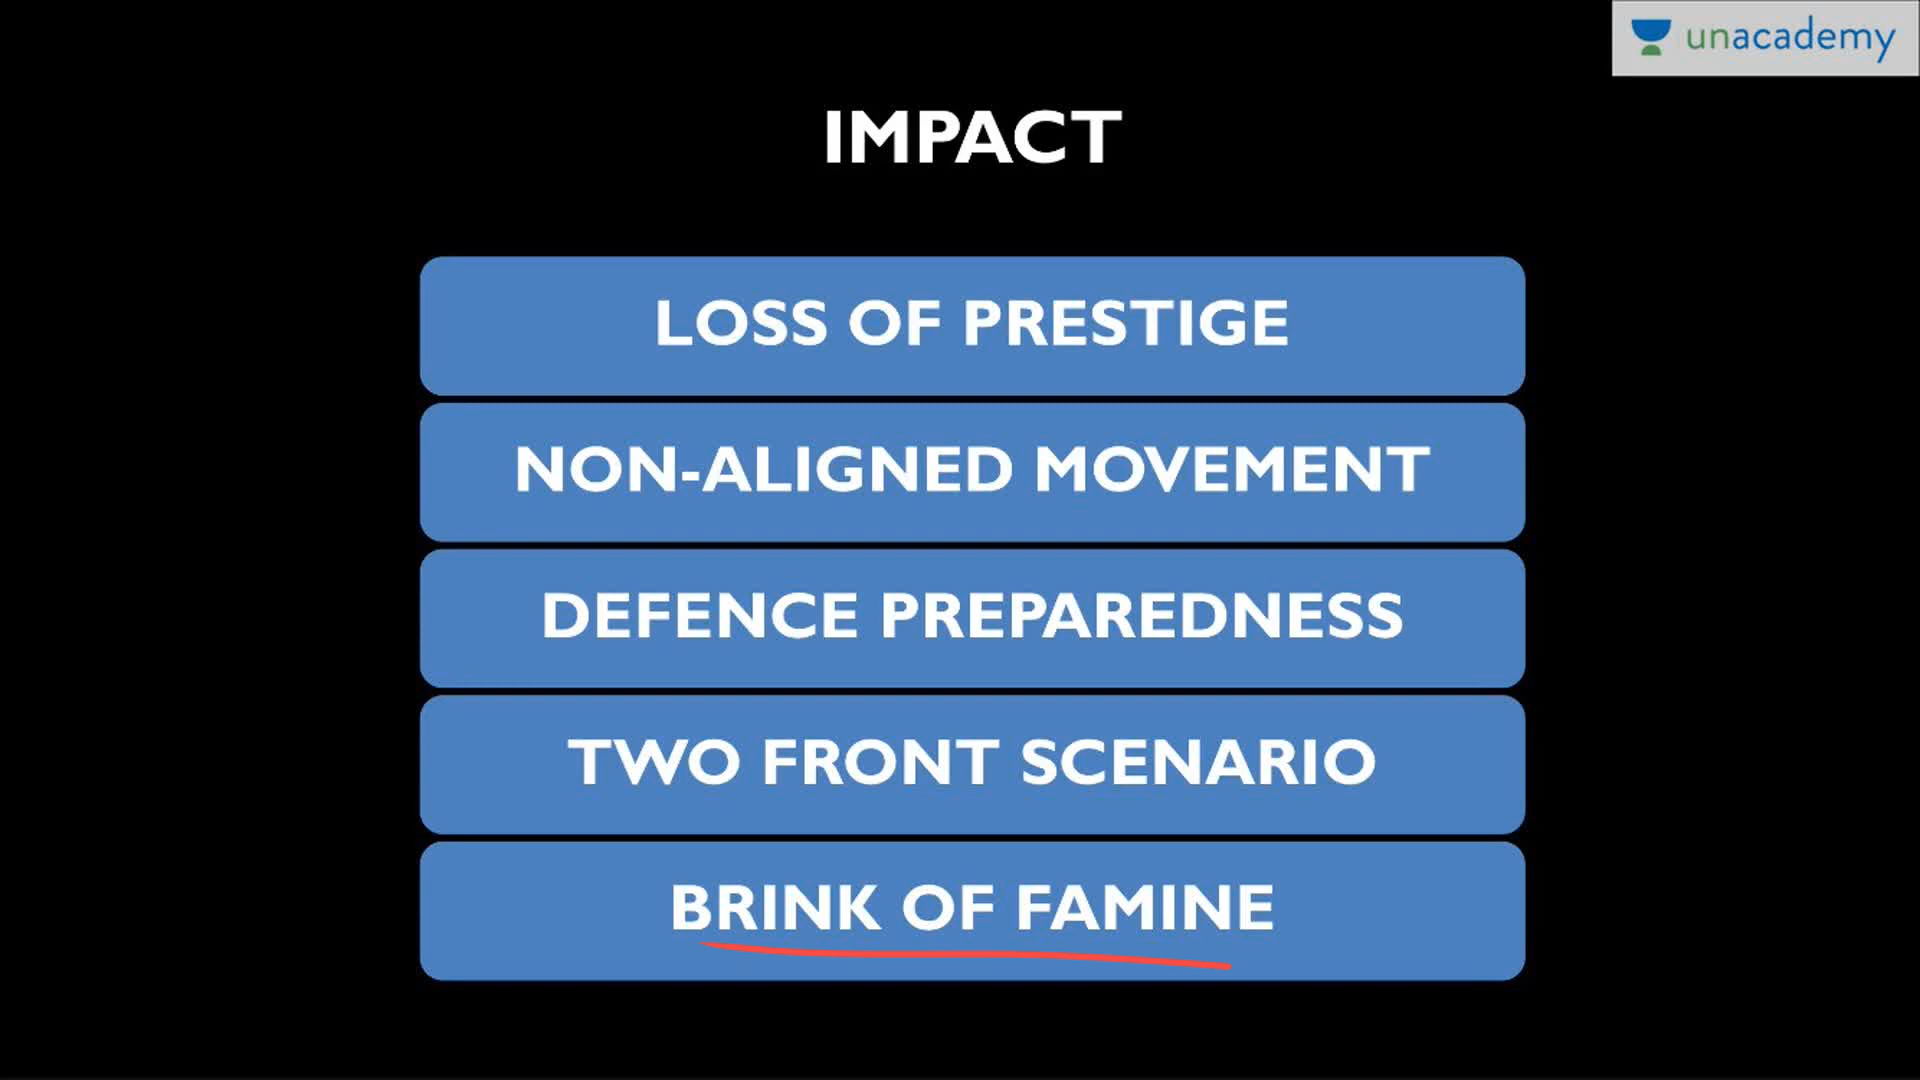 unacademy
IMPACT
LOSS OF PRESTIGE
NON-ALIGNED MOVEMENT
DEFENCE PREPAREDNESS
TWO FRONT SCENARIO
BRINK OF FAMINE